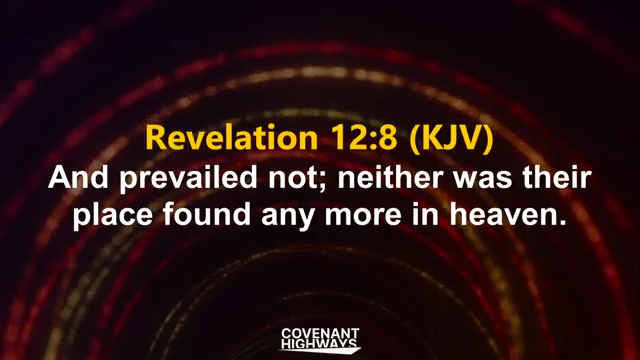 Revelation 12:8 (KJV)
And prevailed not; neither was their
place found any more in heaven.
COVENANT
HIGHWAYS